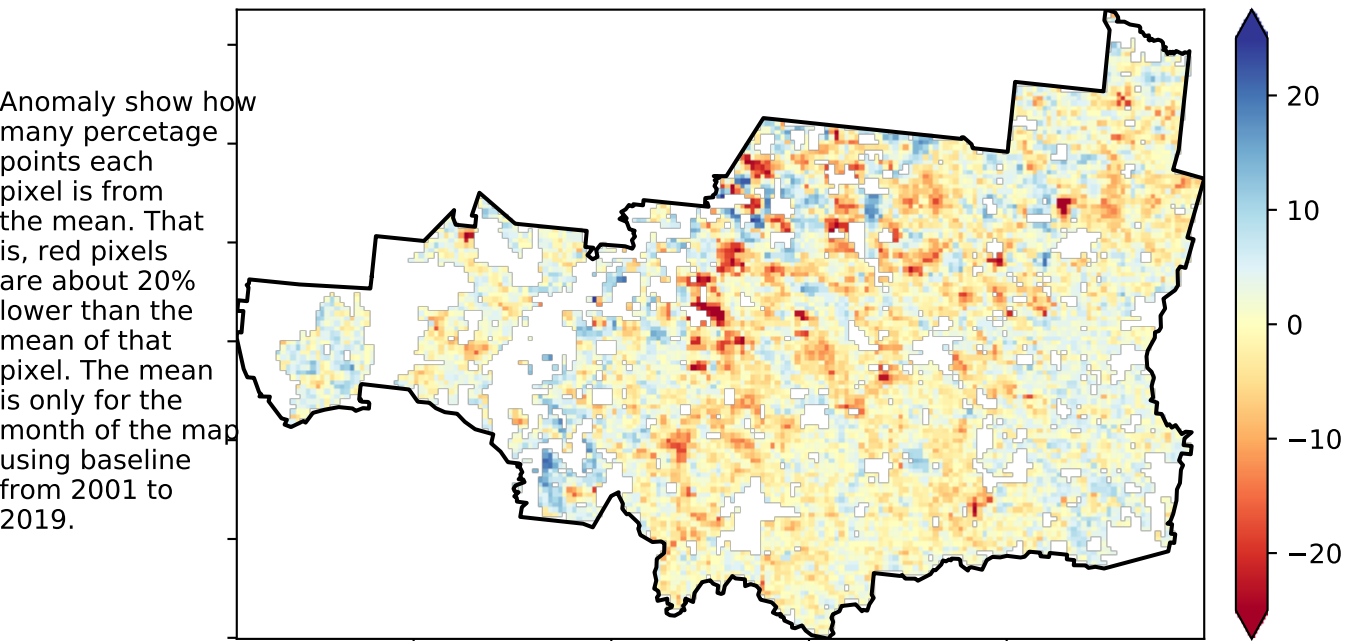 Anomaly show how
many percetage
points each
pixel is from
the mean. That
is, red pixels
are about 20%
lower than the
mean of that
pixel. The mean
is only for the
month of the map
using baseline
from 2001 to
2019.
20
10
0
−10
−20